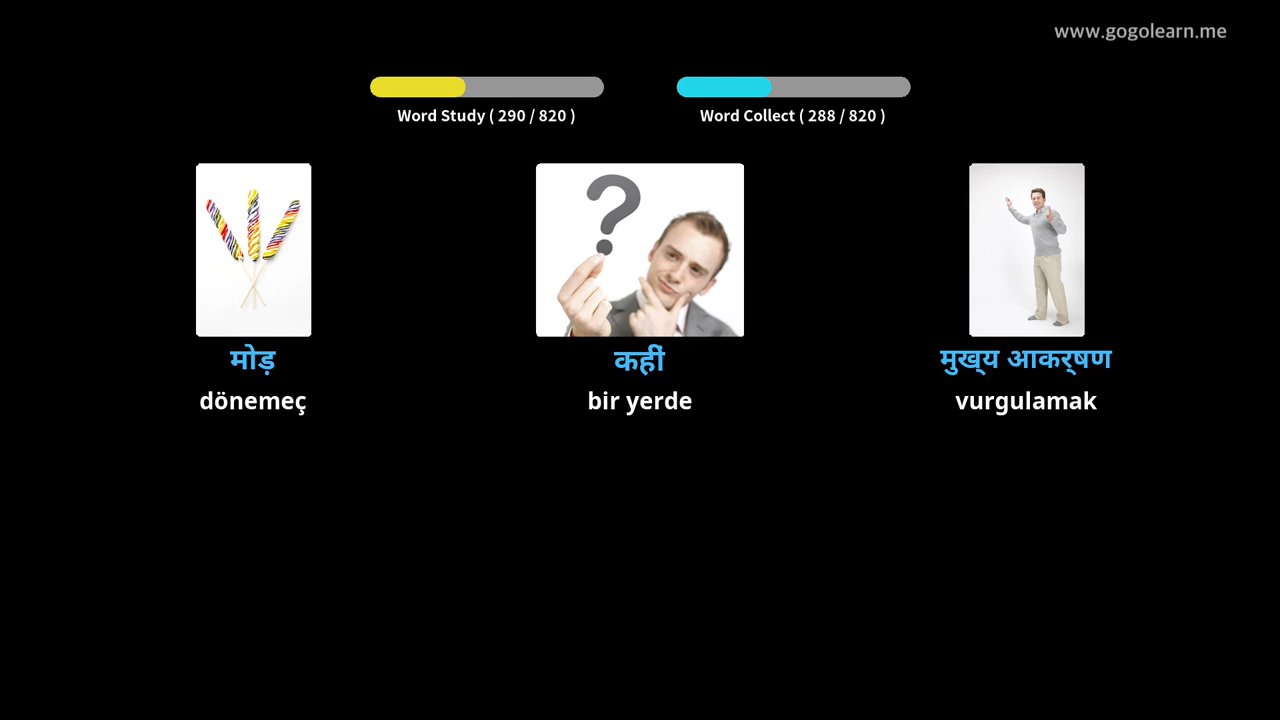 www.gogolearn.me
Word Study ( 290 / 820 )
Word Collect ( 288 / 820 )
मोड़
कहीं
मुख्य आकर्षण
dönemeç
bir yerde
vurgulamak